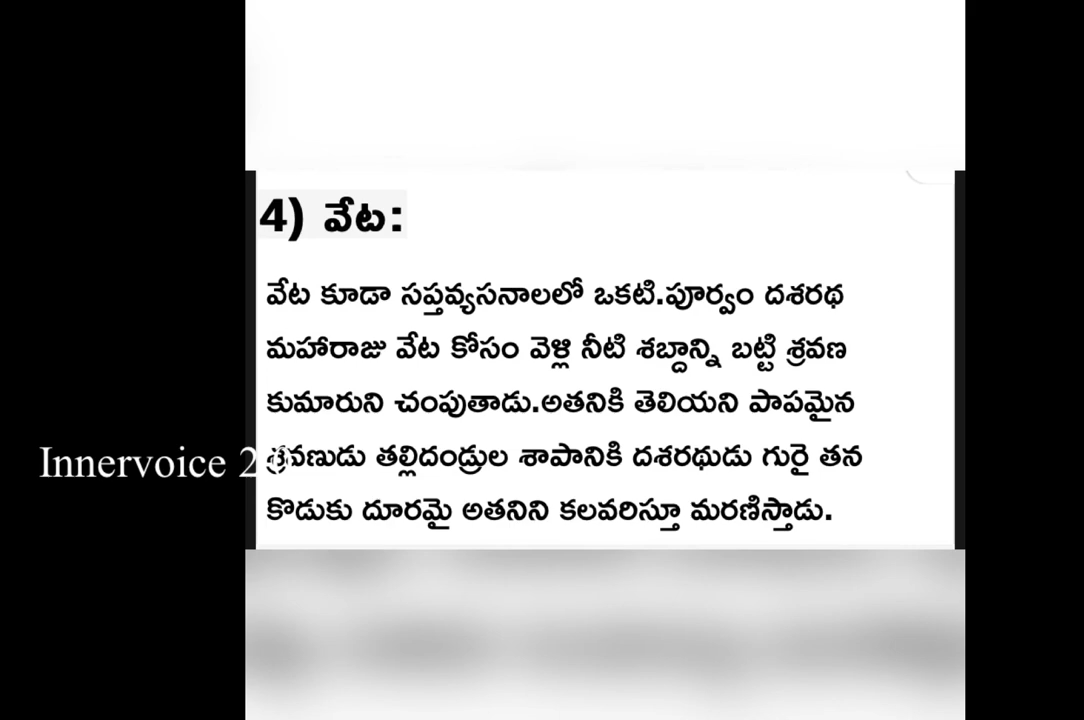 4) వేట:
వేట కూడా సప్తవ్యసనాలలో ఒకటి.పూర్వం దశరథ
మహారాజు వేట కోసం వెళ్లి నీటి శబ్దాన్ని బట్టి శ్రవణ
కుమారుని చంపుతాడు.అతనికి తెలియని పాపమైన
తల్లిదండ్రుల శాపానికి దశరథుడు గురై తన
కొడుకు దూరమై అతనిని కలవరిస్తూ మరణిస్తాడు.
Innervoice